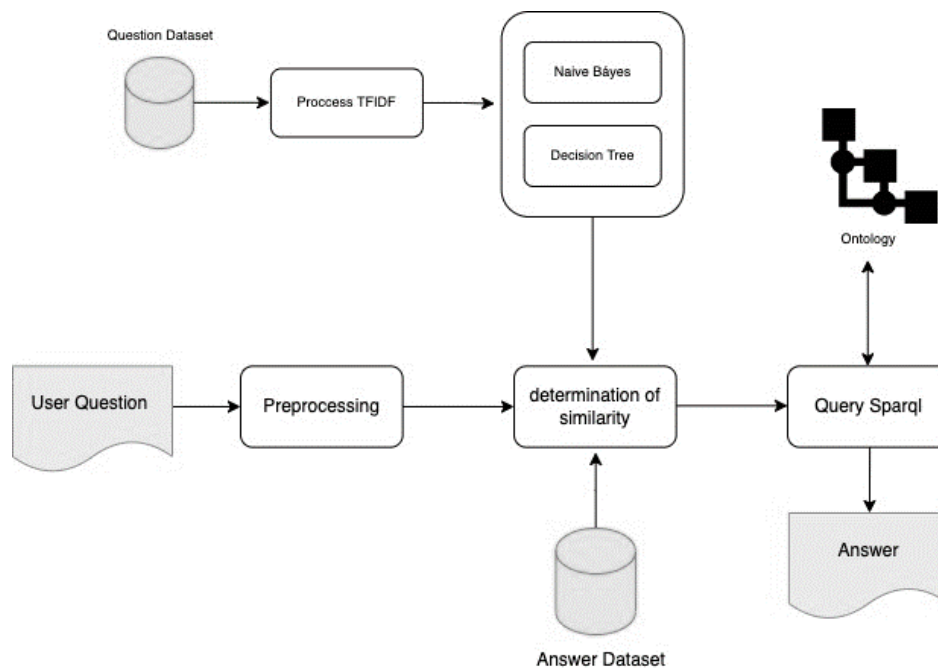 Question Dataset
Proccess TFIDF
Naive Báyes
Decision Tree
Ontology
User Question
Preprocessing
determination of
similarity
Query Sparql
Answer
Answer Dataset